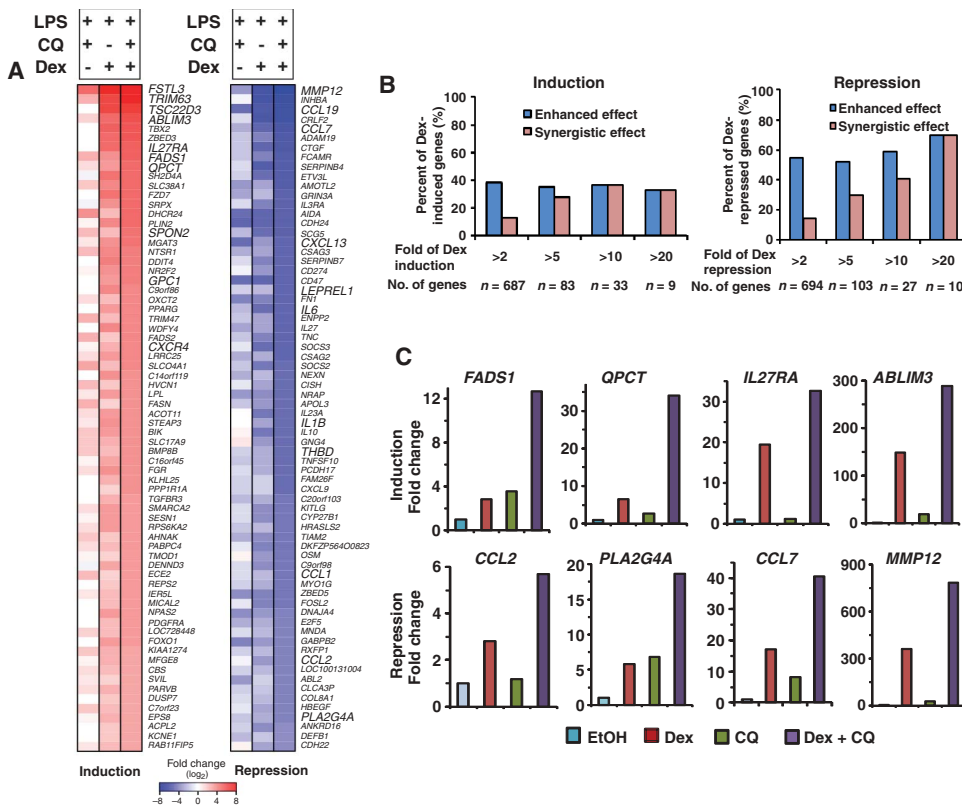 A
LPS + + +
CQ + - +
Dex - + +
FSTL3
TRIM63
TSC22D3
ABLIM3
TBX2
ZBED3
IL27RA
FADS1
QPCT
SH2D4A
SLC38A1
FZD7
SRPX
DHCR24
PLIN2
SPON2
MGAT3
NTSR1
DDIT4
NR2F2
GPC1
C9orf86
OXCT2
PPARG
TRIM47
WDFY4
FADS2
CXCR4
LRRC25
SLCO4A1
C14orf119
HVCN1
LPL
FASN
ACOT11
STEAP3
BIK
SLC17A9
BMP8B
C16orf45
FGR
KLHL25
PPP1R1A
TGFBR3
SMARCA2
SESN1
RPS6KA2
AHNAK
PABPC4
TMOD1
DENND3
ECE2
REPS2
IER5L
MICAL2
NPAS2
PDGFRA
LOC728448
FOXO1
KIAA1274
MFGE8
CBS
SVIL
PARVB
DUSP7
C7orf23
EPS8
ACPL2
KCNE1
RAB11FIP5
Induction
+ + +
+ - +
- + +
MMP12
INHBA
CCL19
CRLF2
CCL7
ADAM19
CTGF
FCAMR
SERPINB4
ETV3L
AMOTL2
GRIN3A
IL3RA
AIDA
CDH24
SCG5
CXCL13
CSAG3
SERPINB7
CD274
CD47
LEPREL1
FN1
IL6
ENPP2
IL27
TNC
SOCS3
CSAG2
SOCS2
NEXN
CISH
NRAP
APOL3
IL23A
IL1B
IL10
GNG4
THBD
TNFSF10
PCDH17
FAM26F
CXCL9
C20orf103
KITLG
CYP27B1
HRASLS2
TIAM2
DKFZP564O0823
OSM
C9orf98
CCL1
MYO1G
ZBED5
FOSL2
DNAJA4
E2F5
MNDA
GABPB2
RXFP1
CCL2
LOC100131004
ABL2
CLCA3P
COL8A1
HBEGF
PLA2G4A
ANKRD16
DEFB1
CDH22
Repression
Fold change
(log2)
-8 -4 0 4 8
B
Induction
Percent of Dex-
induced genes (%)
100
80
60
40
20
0
Enhanced effect
Synergistic effect
Fold of Dex
induction
>2 >5 >10 >20
No. of genes n = 687 n = 83 n = 33 n = 9
Repression
Percent of Dex-
repressed genes (%)
100
80
60
40
20
0
Enhanced effect
Synergistic effect
Fold of Dex
repression
>2 >5 >10 >20
No. of genes n = 694 n = 103 n = 27 n = 10
C
Induction
Fold change
FADS1
12
8
4
0
QPCT
30
20
10
0
IL27RA
30
20
10
0
ABLIM3
300
200
100
0
Repression
Fold change
CCL2
6
4
2
0
PLA2G4A
20
15
10
5
0
CCL7
45
30
15
0
MMP12
900
600
300
0
EtOH Dex CQ Dex + CQ